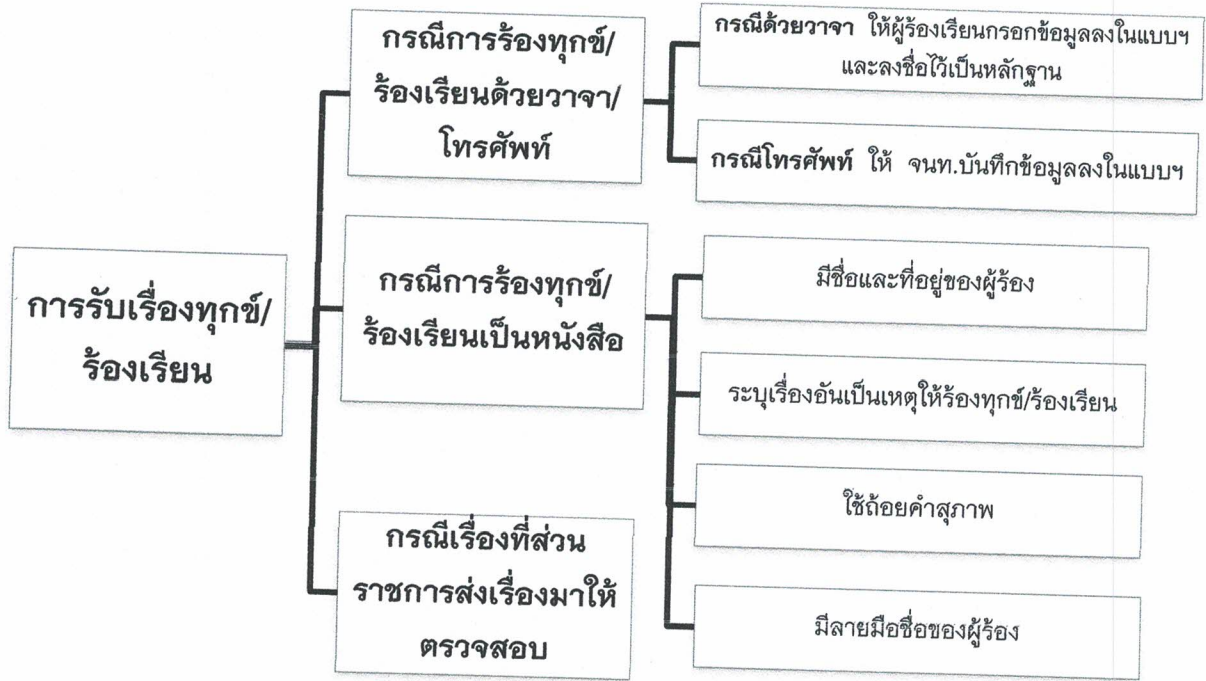 การรับเรื่องทุกข์/
ร้องเรียน
กรณีการร้องทุกข์/
ร้องเรียนด้วยวาจา/
โทรศัพท์
กรณีด้วยวาจา ให้ผู้ร้องเรียนกรอกข้อมูลลงในแบบฯ
และลงชื่อไว้เป็นหลักฐาน
กรณีโทรศัพท์ ให้ จนท.บันทึกข้อมูลลงในแบบฯ
กรณีการร้องทุกข์/
ร้องเรียนเป็นหนังสือ
มีชื่อและที่อยู่ของผู้ร้อง
ระบุเรื่องอันเป็นเหตุให้ร้องทุกข์/ร้องเรียน
ใช้ถ้อยคำสุภาพ
มีลายมือชื่อของผู้ร้อง
กรณีเรื่องที่ส่วน
ราชการส่งเรื่องมาให้
ตรวจสอบ